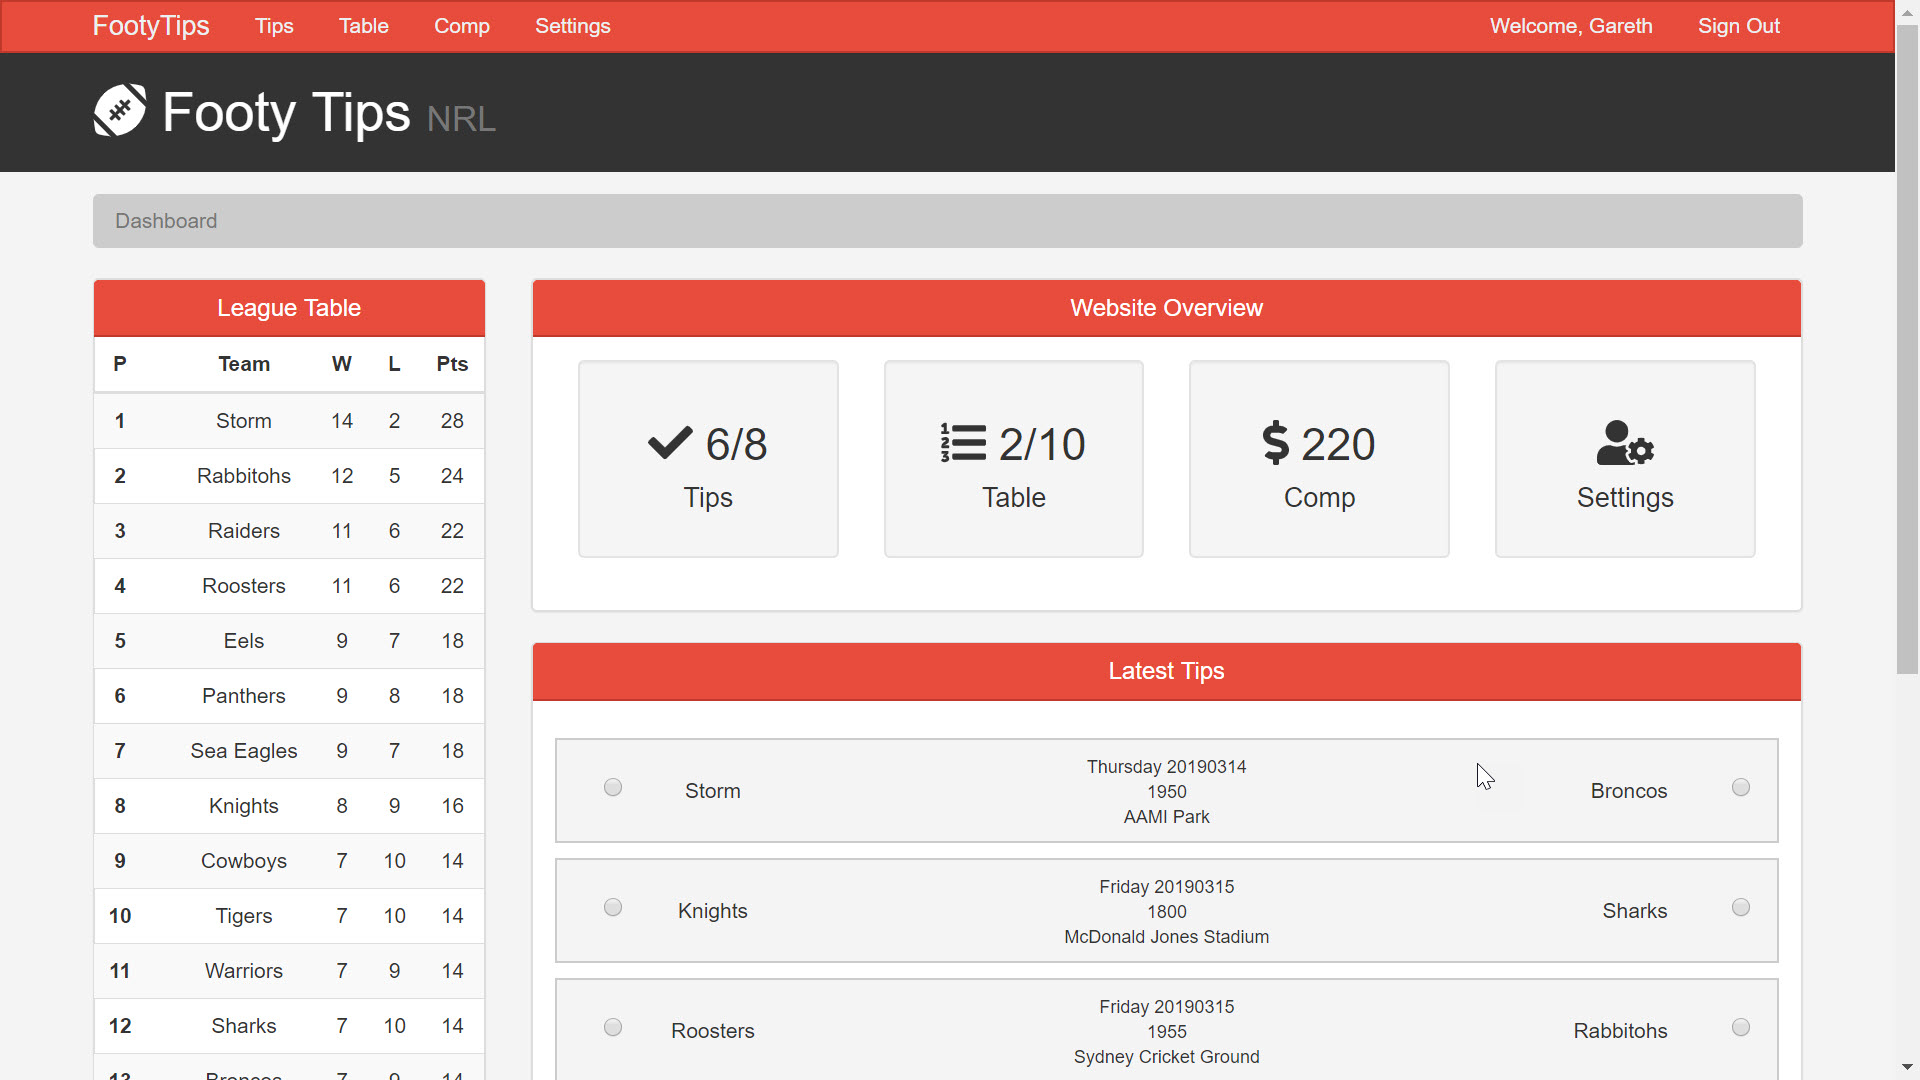 FootyTips Tips Table Comp Settings Welcome, Gareth Sign Out
Footy Tips NRL
Dashboard
League Table
P Team W L Pts
1 Storm 14 2 28
2 Rabbitohs 12 5 24
3 Raiders 11 6 22
4 Roosters 11 6 22
5 Eels 9 7 18
6 Panthers 9 8 18
7 Sea Eagles 9 7 18
8 Knights 8 9 16
9 Cowboys 7 10 14
10 Tigers 7 10 14
11 Warriors 7 9 14
12 Sharks 7 10 14
13 Broncos 7 9 14
Website Overview
6/8
Tips
1 2 3 2/10
Table
$ 220
Comp
Settings
Latest Tips
Storm
Thursday 20190314
1950
AAMI Park
Broncos
Knights
Friday 20190315
1800
McDonald Jones Stadium
Sharks
Roosters
Friday 20190315
1955
Sydney Cricket Ground
Rabbitohs